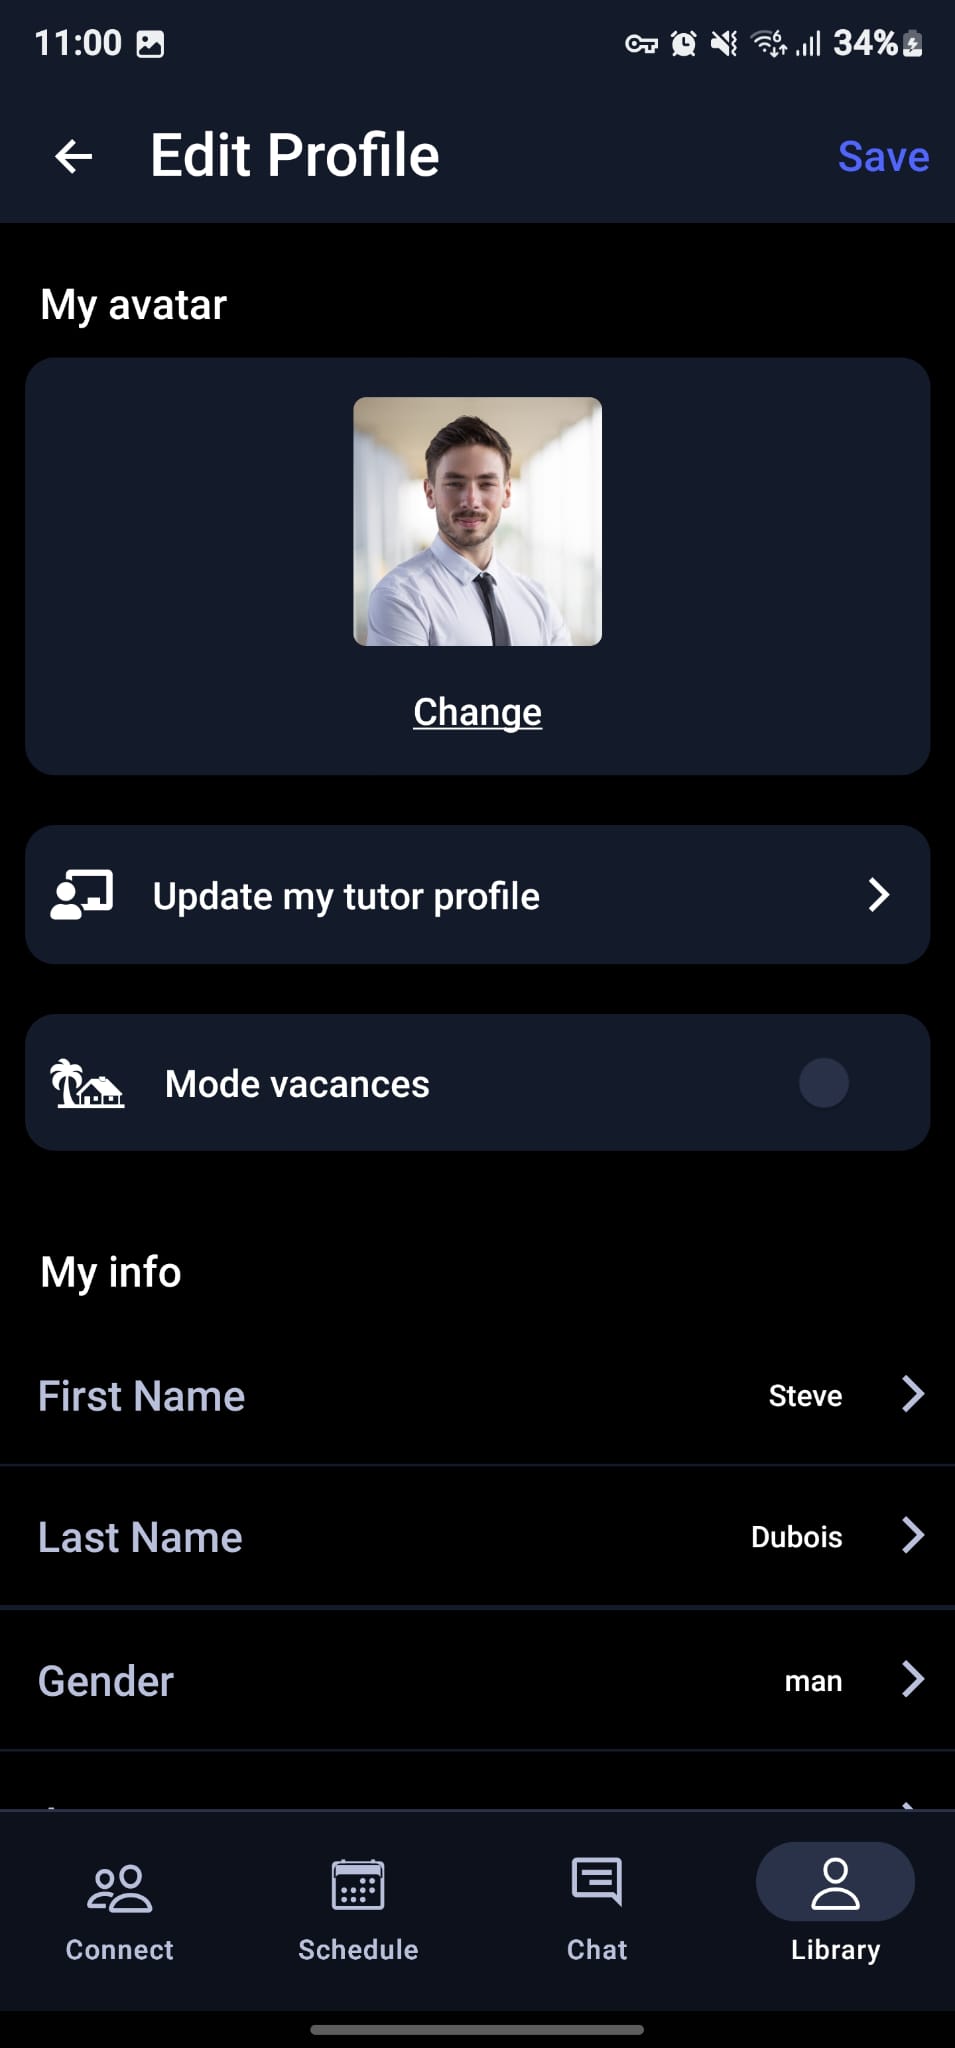 11:00
34%
Edit Profile
Save
My avatar
Change
Update my tutor profile
Mode vacances
My info
First Name
Steve
Last Name
Dubois
Gender
man
Connect
Schedule
Chat
Library